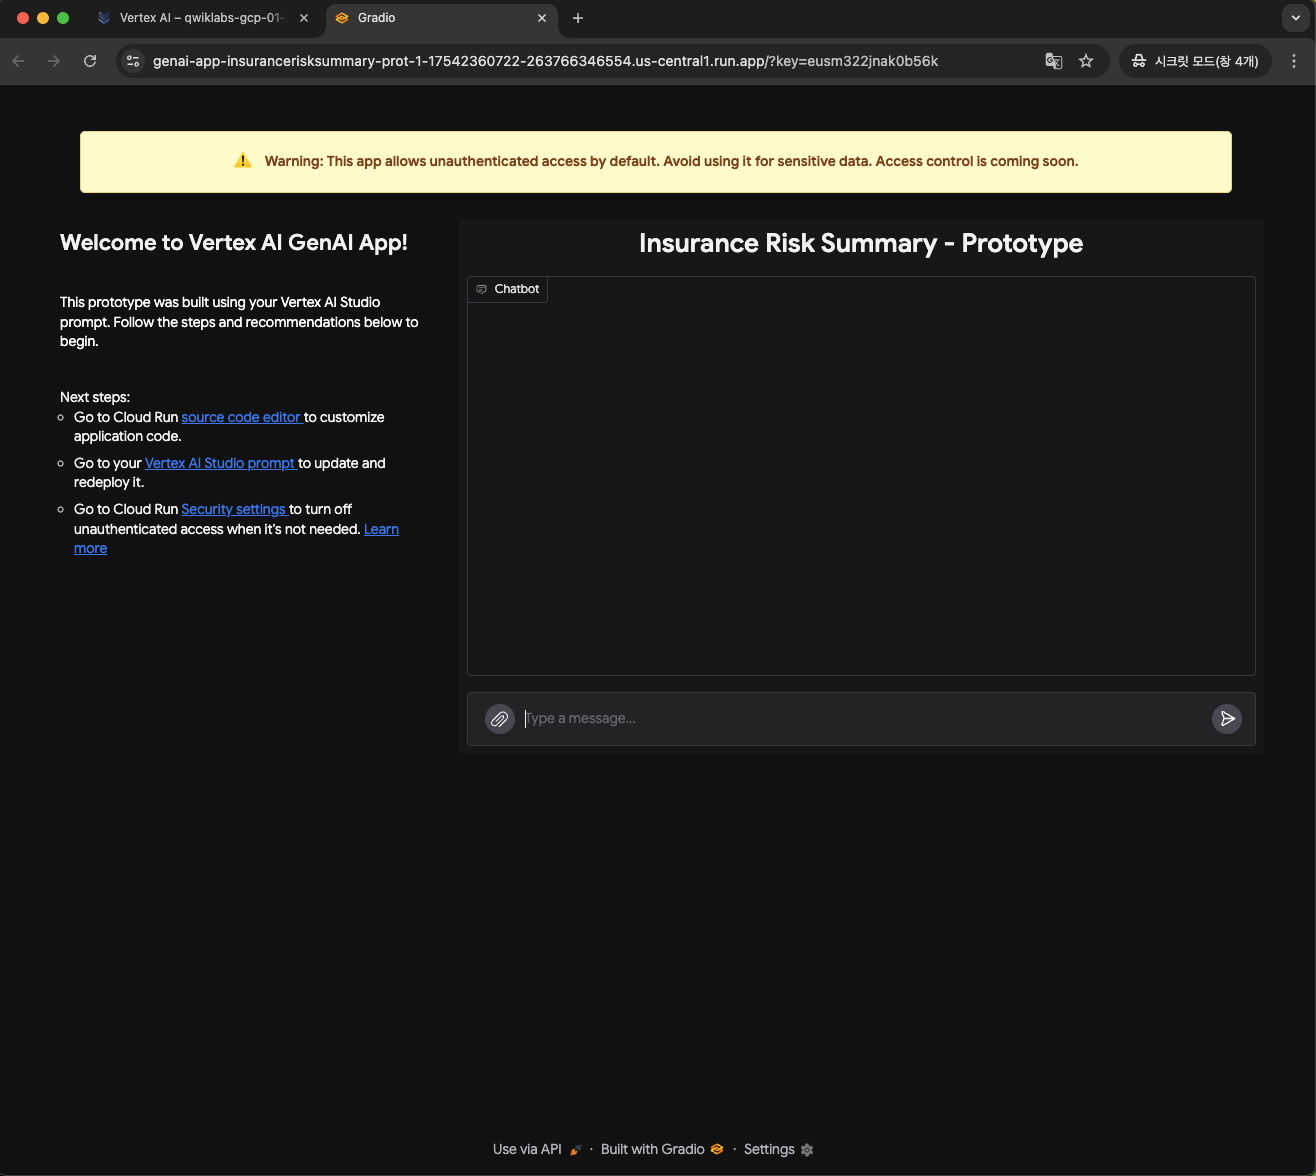 Vertex AI – qwiklabs-gcp-01-
Gradio
genai-app-insurancerisksummary-prot-1-17542360722-263766346554.us-central1.run.app/?key=eusm322jnak0b56k
시크릿 모드(창 4개)
Warning: This app allows unauthenticated access by default. Avoid using it for sensitive data. Access control is coming soon.
Welcome to Vertex AI GenAI App!
This prototype was built using your Vertex AI Studio
prompt. Follow the steps and recommendations below to
begin.
Next steps:
Go to Cloud Run source code editor to customize
application code.
Go to your Vertex AI Studio prompt to update and
redeploy it.
Go to Cloud Run Security settings to turn off
unauthenticated access when it's not needed. Learn
more
Insurance Risk Summary - Prototype
Chatbot
Type a message...
Use via API · Built with Gradio · Settings